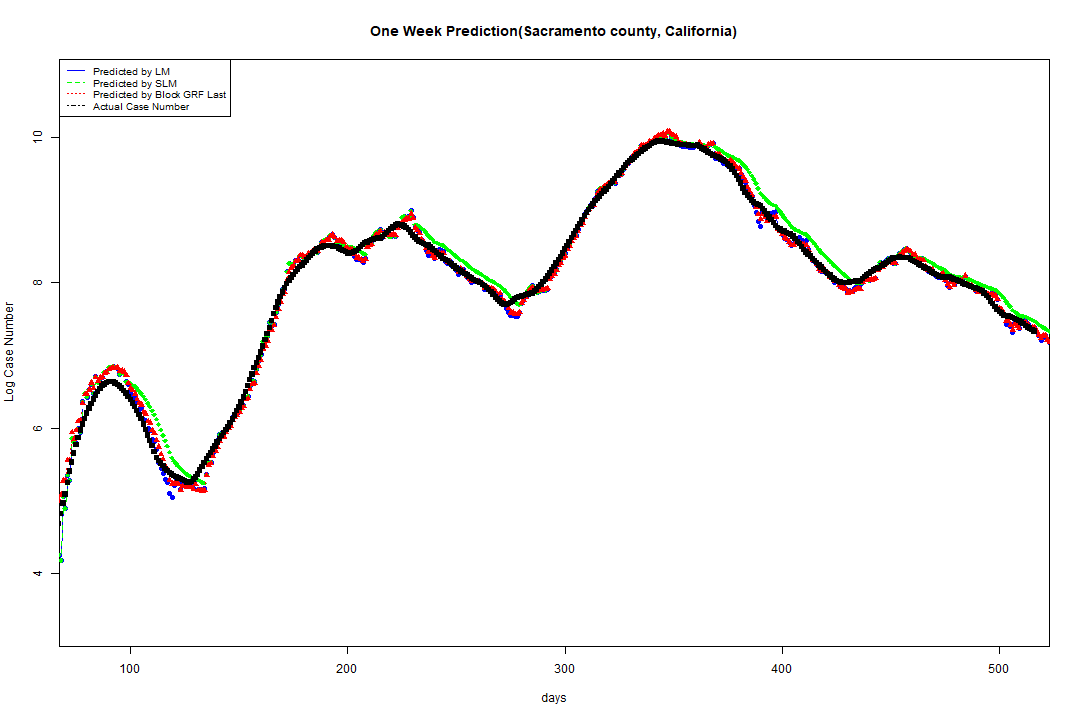 One Week Prediction(Sacramento county, California)
Predicted by LM
Predicted by SLM
Predicted by Block GRF Last
Actual Case Number
10
8
6
4
Log Case Number
100 200 300 400 500
days